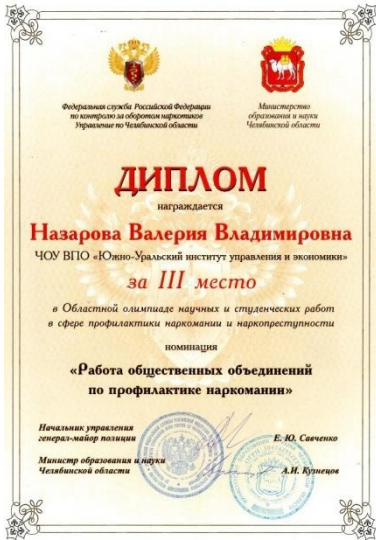 Федеральная служба Российской Федерации
по контролю за оборотом наркотиков
Управление по Челябинской области
Министерство
образования и науки
Челябинской области
ДИПЛОМ
награждается
Назарова Валерия Владимировна
ЧОУ ВПО «Южно-Уральский институт управления и экономики»
за III место
в Областной олимпиаде научных и студенческих работ
в сфере профилактики наркомании и наркопреступности
номинация
«Работа общественных объединений
по профилактике наркомании»
Начальник управления
генерал-майор полиции
Е. Ю. Савченко
Министр образования и науки
Челябинской области
А.И. Кузнецов